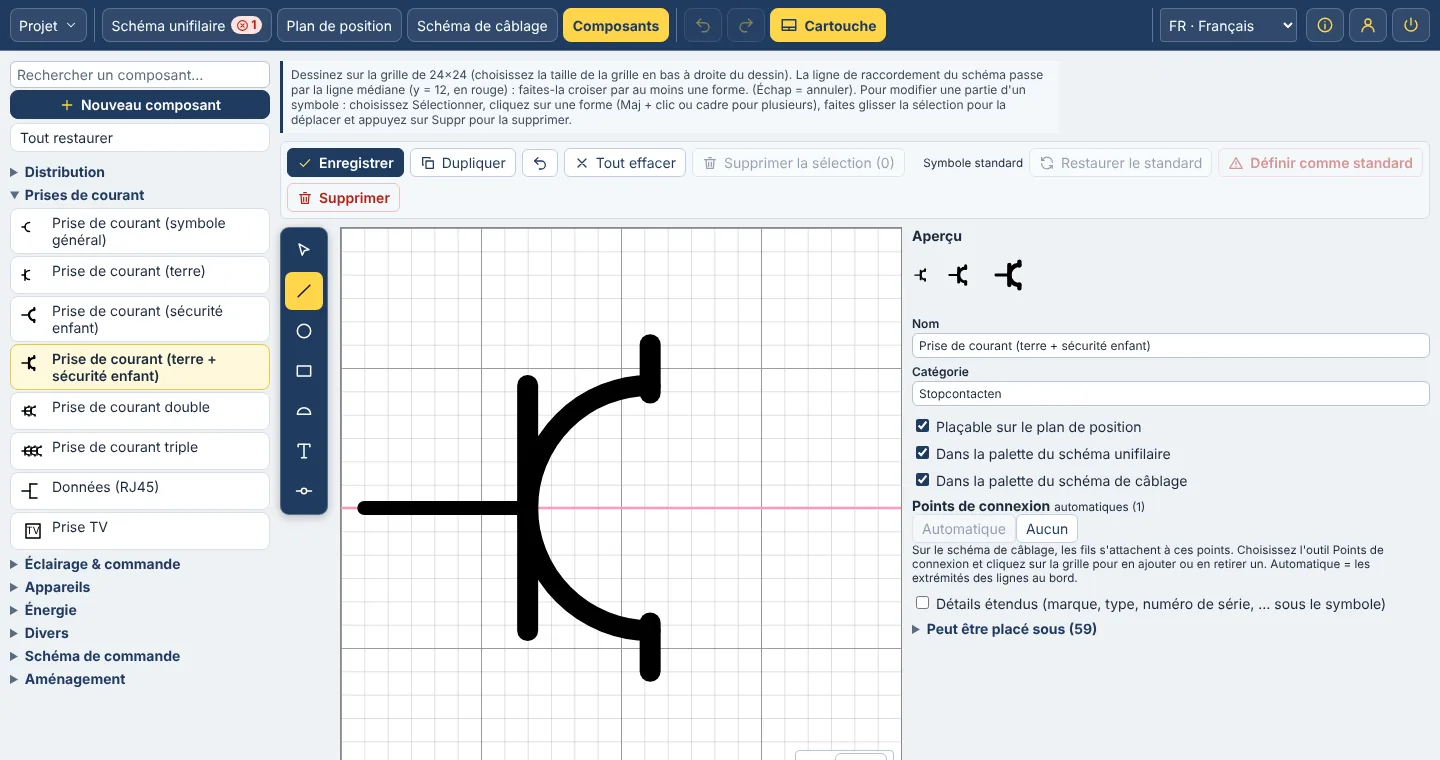 Projet
Schéma unifilaire 1
Plan de position
Schéma de câblage
Composants
Cartouche
FR · Français
Rechercher un composant...
Nouveau composant
Tout restaurer
Distribution
Prises de courant
Prise de courant (symbole
général)
Prise de courant (terre)
Prise de courant (sécurité
enfant)
Prise de courant (terre +
sécurité enfant)
Prise de courant double
Prise de courant triple
Données (RJ45)
TV Prise TV
Éclairage & commande
Appareils
Énergie
Divers
Schéma de commande
Aménagement
Dessinez sur la grille de 24×24 (choisissez la taille de la grille en bas à droite du dessin). La ligne de raccordement du schéma passe
par la ligne médiane (y = 12, en rouge) : faites-la croiser par au moins une forme. (Échap = annuler). Pour modifier une partie d'un
symbole : choisissez Sélectionner, cliquez sur une forme (Maj + clic ou cadre pour plusieurs), faites glisser la sélection pour la
déplacer et appuyez sur Suppr pour la supprimer.
Enregistrer
Dupliquer
Tout effacer
Supprimer la sélection (0)
Symbole standard
Restaurer le standard
Définir comme standard
Supprimer
T
Aperçu
Nom
Prise de courant (terre + sécurité enfant)
Catégorie
Stopcontacten
Plaçable sur le plan de position
Dans la palette du schéma unifilaire
Dans la palette du schéma de câblage
Points de connexion automatiques (1)
Automatique
Aucun
Sur le schéma de câblage, les fils s'attachent à ces points. Choisissez l'outil Points de
connexion et cliquez sur la grille pour en ajouter ou en retirer un. Automatique = les
extrémités des lignes au bord.
Détails étendus (marque, type, numéro de série, ... sous le symbole)
Peut être placé sous (59)